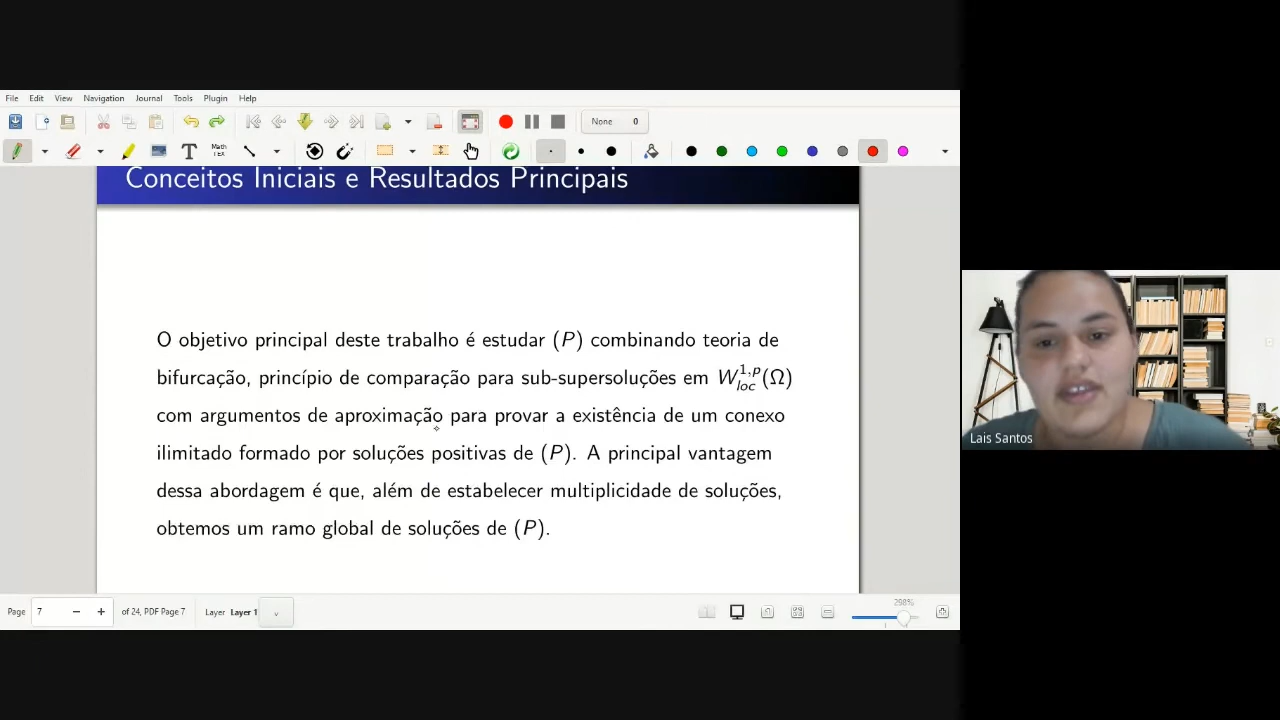 File Edit View Navigation Journal Tools Plugin Help
None 0
T Math TEX
Conceitos Iniciais e Resultados Principais
O objetivo principal deste trabalho é estudar (P) combinando teoria de
bifurcação, princípio de comparação para sub-supersoluções em W^{1,p}_{loc}(Ω)
com argumentos de aproximação para provar a existência de um conexo
ilimitado formado por soluções positivas de (P). A principal vantagem
dessa abordagem é que, além de estabelecer multiplicidade de soluções,
obtemos um ramo global de soluções de (P).
Lais Santos
Page 7 − + of 24, PDF Page 7 Layer Layer 1
298%